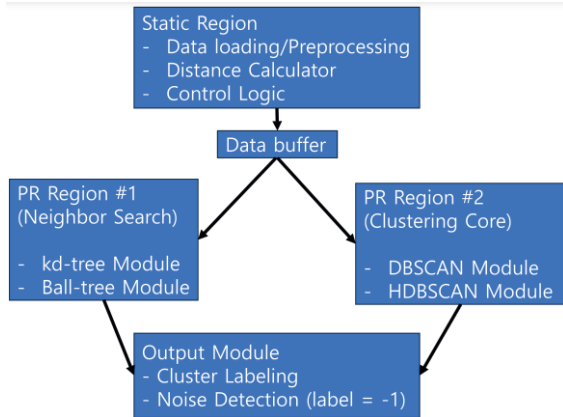 Static Region
- Data loading/Preprocessing
- Distance Calculator
- Control Logic
Data buffer
PR Region #1
(Neighbor Search)
- kd-tree Module
- Ball-tree Module
PR Region #2
(Clustering Core)
- DBSCAN Module
- HDBSCAN Module
Output Module
- Cluster Labeling
- Noise Detection (label = -1)